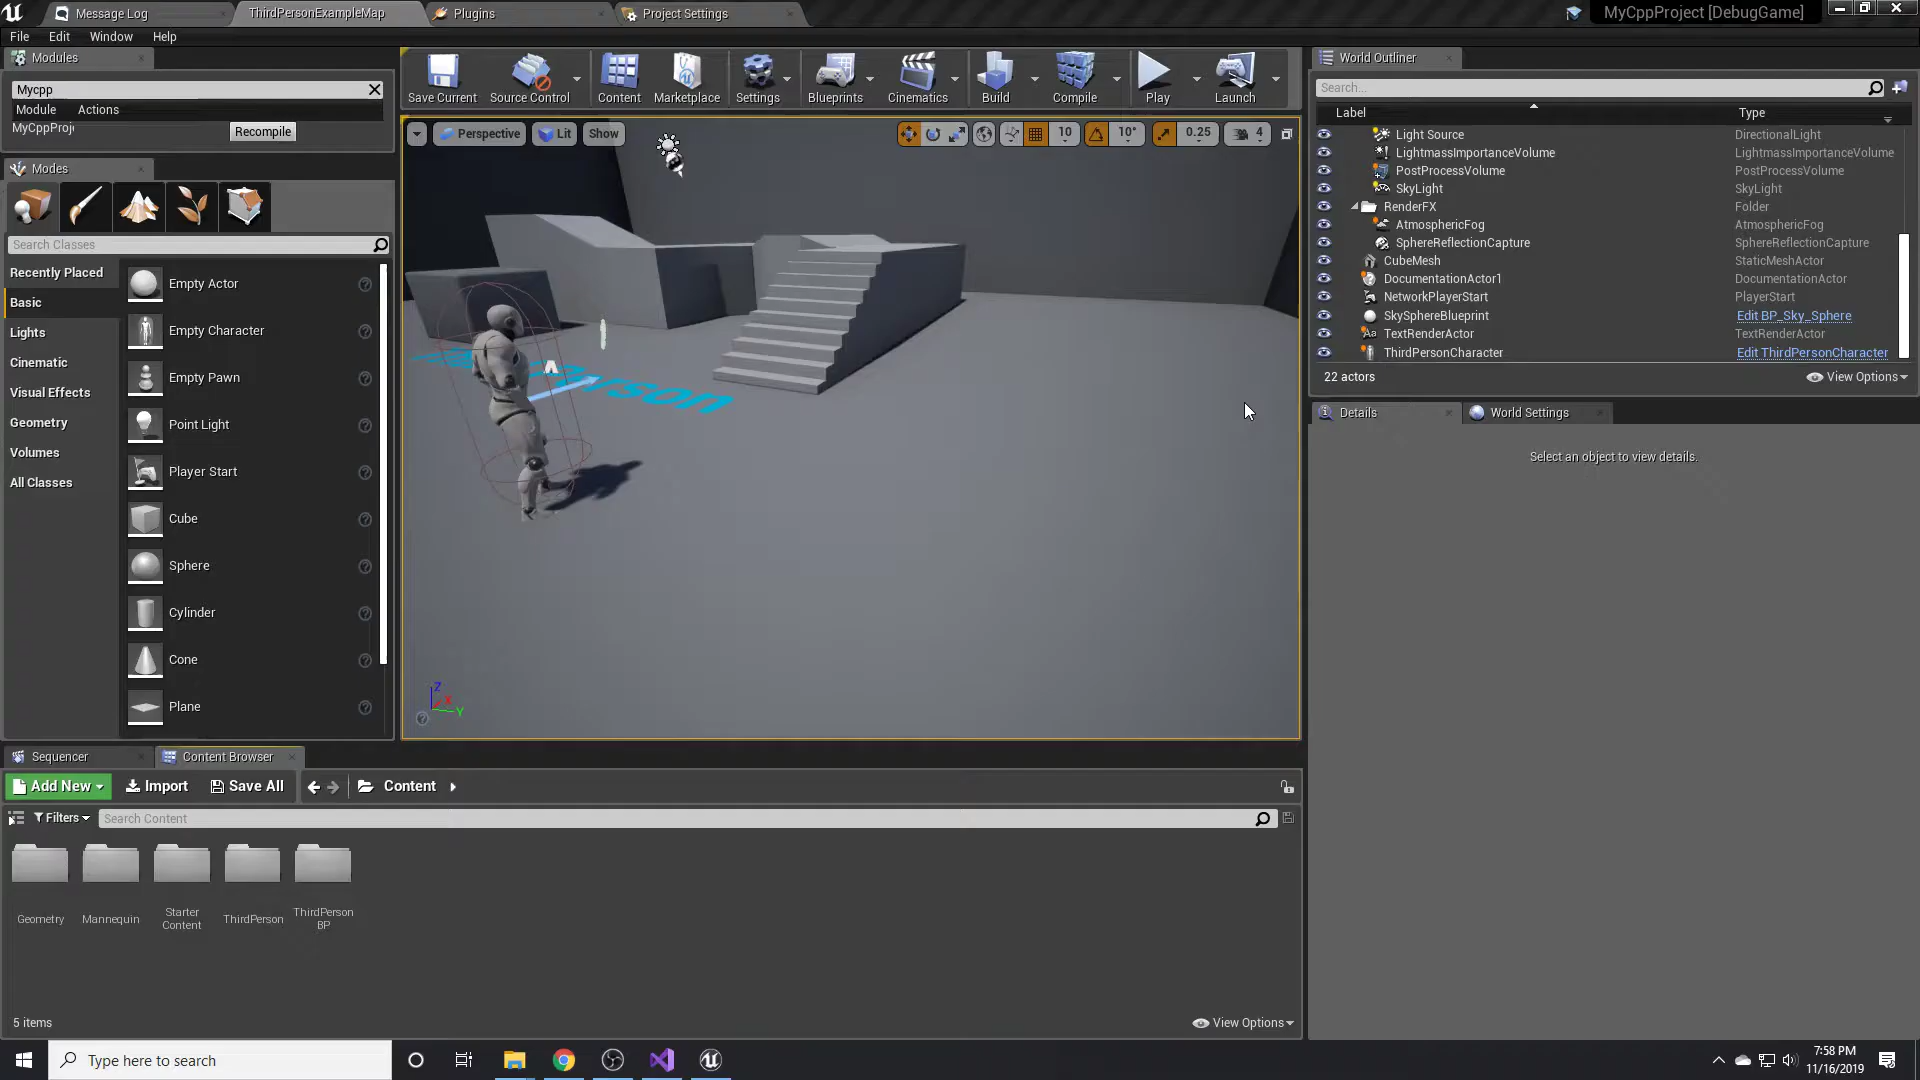 Message Log
ThirdPersonExampleMap
Plugins
Project Settings
MyCppProject [DebugGame]
File Edit Window Help
Modules
Mycpp
Module Actions
MyCppProj
Recompile
Modes
Search Classes
Recently Placed
Basic
Lights
Cinematic
Visual Effects
Geometry
Volumes
All Classes
Empty Actor
Empty Character
Empty Pawn
Point Light
Player Start
Cube
Sphere
Cylinder
Cone
Plane
Save Current
Source Control
Content
Marketplace
Settings
Blueprints
Cinematics
Build
Compile
Play
Launch
Perspective
Lit
Show
10
10°
0.25
4
Z
X
Y
World Outliner
Search...
Label Type
Light Source DirectionalLight
LightmassImportanceVolume LightmassImportanceVolume
PostProcessVolume PostProcessVolume
SkyLight SkyLight
RenderFX Folder
AtmosphericFog AtmosphericFog
SphereReflectionCapture SphereReflectionCapture
CubeMesh StaticMeshActor
DocumentationActor1 DocumentationActor
NetworkPlayerStart PlayerStart
SkySphereBlueprint Edit BP_Sky_Sphere
TextRenderActor TextRenderActor
ThirdPersonCharacter Edit ThirdPersonCharacter
22 actors
View Options
Details
World Settings
Select an object to view details.
Sequencer
Content Browser
Add New
Import
Save All
Content
Filters
Search Content
Geometry
Mannequin
Starter
Content
ThirdPerson
ThirdPerson
BP
5 items
View Options
Type here to search
7:58 PM
11/16/2019